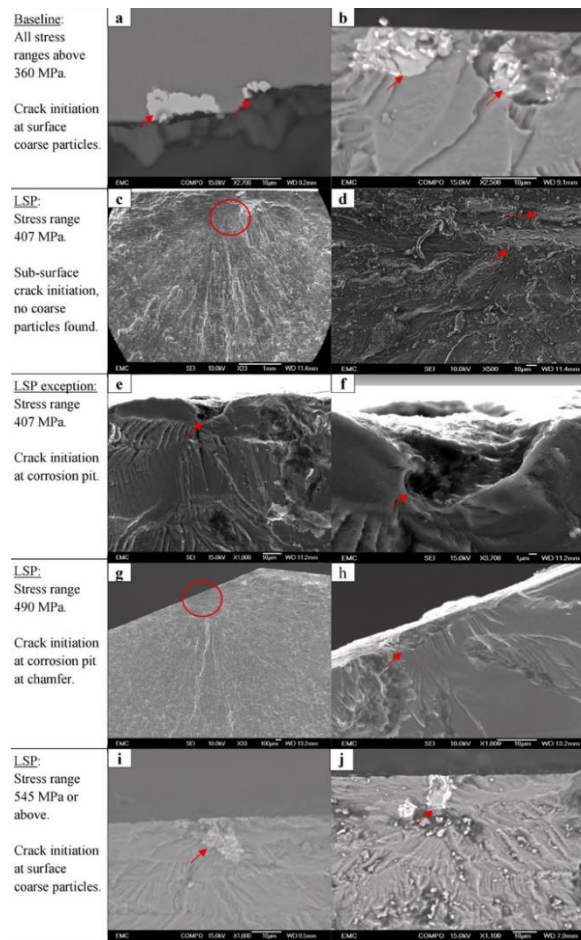 Baseline:
All stress
ranges above
360 MPa.
Crack initiation
at surface
coarse particles.
a
EMC COMPO 15.0kV X2,700 10μm WD 9.2mm
b
EMC COMPO 15.0kV X2,500 10μm WD 9.1mm
LSP:
Stress range
407 MPa.
Sub-surface
crack initiation,
no coarse
particles found.
c
EMC SEI 10.0kV X23 1mm WD 11.4mm
d
EMC SEI 10.0kV X500 10μm WD 11.4mm
LSP exception:
Stress range
407 MPa.
Crack initiation
at corrosion pit.
e
EMC SEI 10.0kV X1,000 10μm WD 11.2mm
f
EMC SEI 10.0kV X3,700 1μm WD 11.2mm
LSP:
Stress range
490 MPa.
Crack initiation
at corrosion pit
at chamfer.
g
EMC SEI 10.0kV X33 100μm WD 13.2mm
h
EMC SEI 10.0kV 10μm WD 13.2mm
LSP:
Stress range
545 MPa or
above.
Crack initiation
at surface
coarse particles.
i
EMC COMPO 15.0kV 10μm WD 9.5mm
j
EMC COMPO 15.0kV X1,100 10μm WD 7.9mm